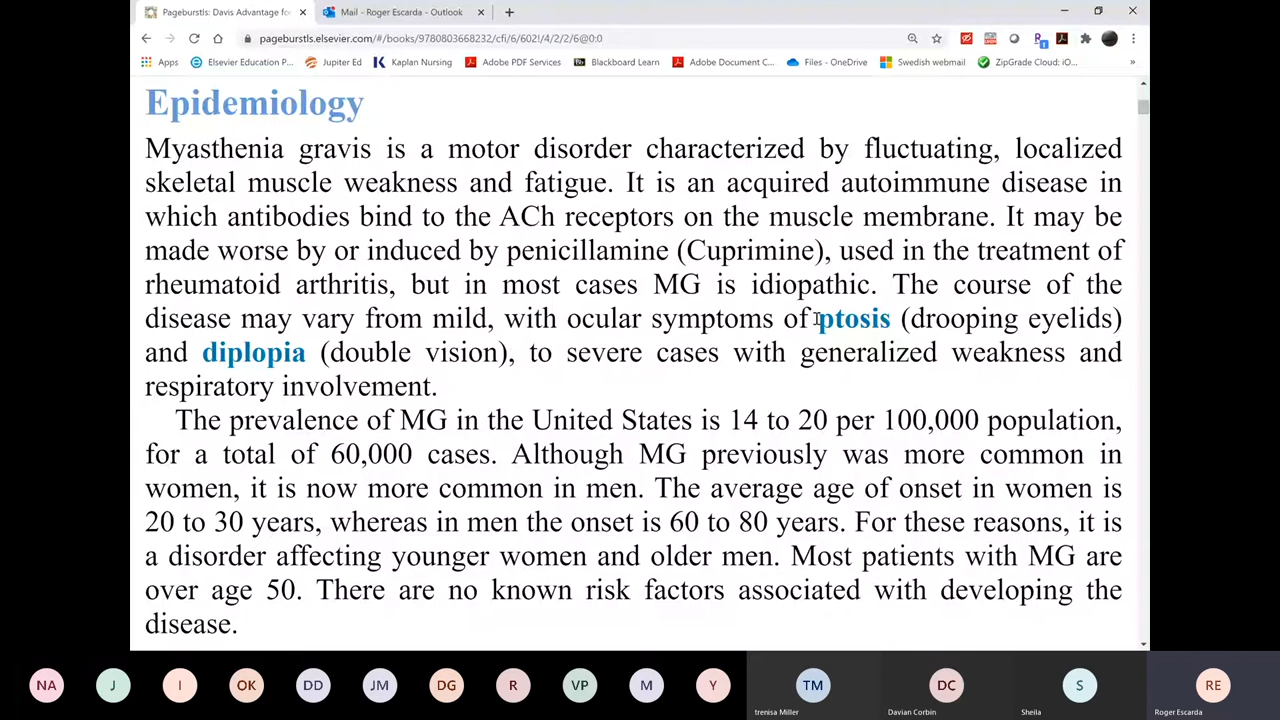 Pageburstls: Davis Advantage fo
Mail - Roger Escarda - Outlook
pageburstls.elsevier.com/#/books/9780803668232/cfi/6/602!/4/2/2/6@0:0
Apps
Elsevier Education P...
Jupiter Ed
Kaplan Nursing
Adobe PDF Services
Blackboard Learn
Adobe Document C...
Files - OneDrive
Swedish webmail
ZipGrade Cloud: iO...
Epidemiology
Myasthenia gravis is a motor disorder characterized by fluctuating, localized
skeletal muscle weakness and fatigue. It is an acquired autoimmune disease in
which antibodies bind to the ACh receptors on the muscle membrane. It may be
made worse by or induced by penicillamine (Cuprimine), used in the treatment of
rheumatoid arthritis, but in most cases MG is idiopathic. The course of the
disease may vary from mild, with ocular symptoms of ptosis (drooping eyelids)
and diplopia (double vision), to severe cases with generalized weakness and
respiratory involvement.
The prevalence of MG in the United States is 14 to 20 per 100,000 population,
for a total of 60,000 cases. Although MG previously was more common in
women, it is now more common in men. The average age of onset in women is
20 to 30 years, whereas in men the onset is 60 to 80 years. For these reasons, it is
a disorder affecting younger women and older men. Most patients with MG are
over age 50. There are no known risk factors associated with developing the
disease.
NA
J
I
OK
DD
JM
DG
R
VP
M
Y
TM
DC
S
RE
trenisa Miller
Davian Corbin
Sheila
Roger Escarda